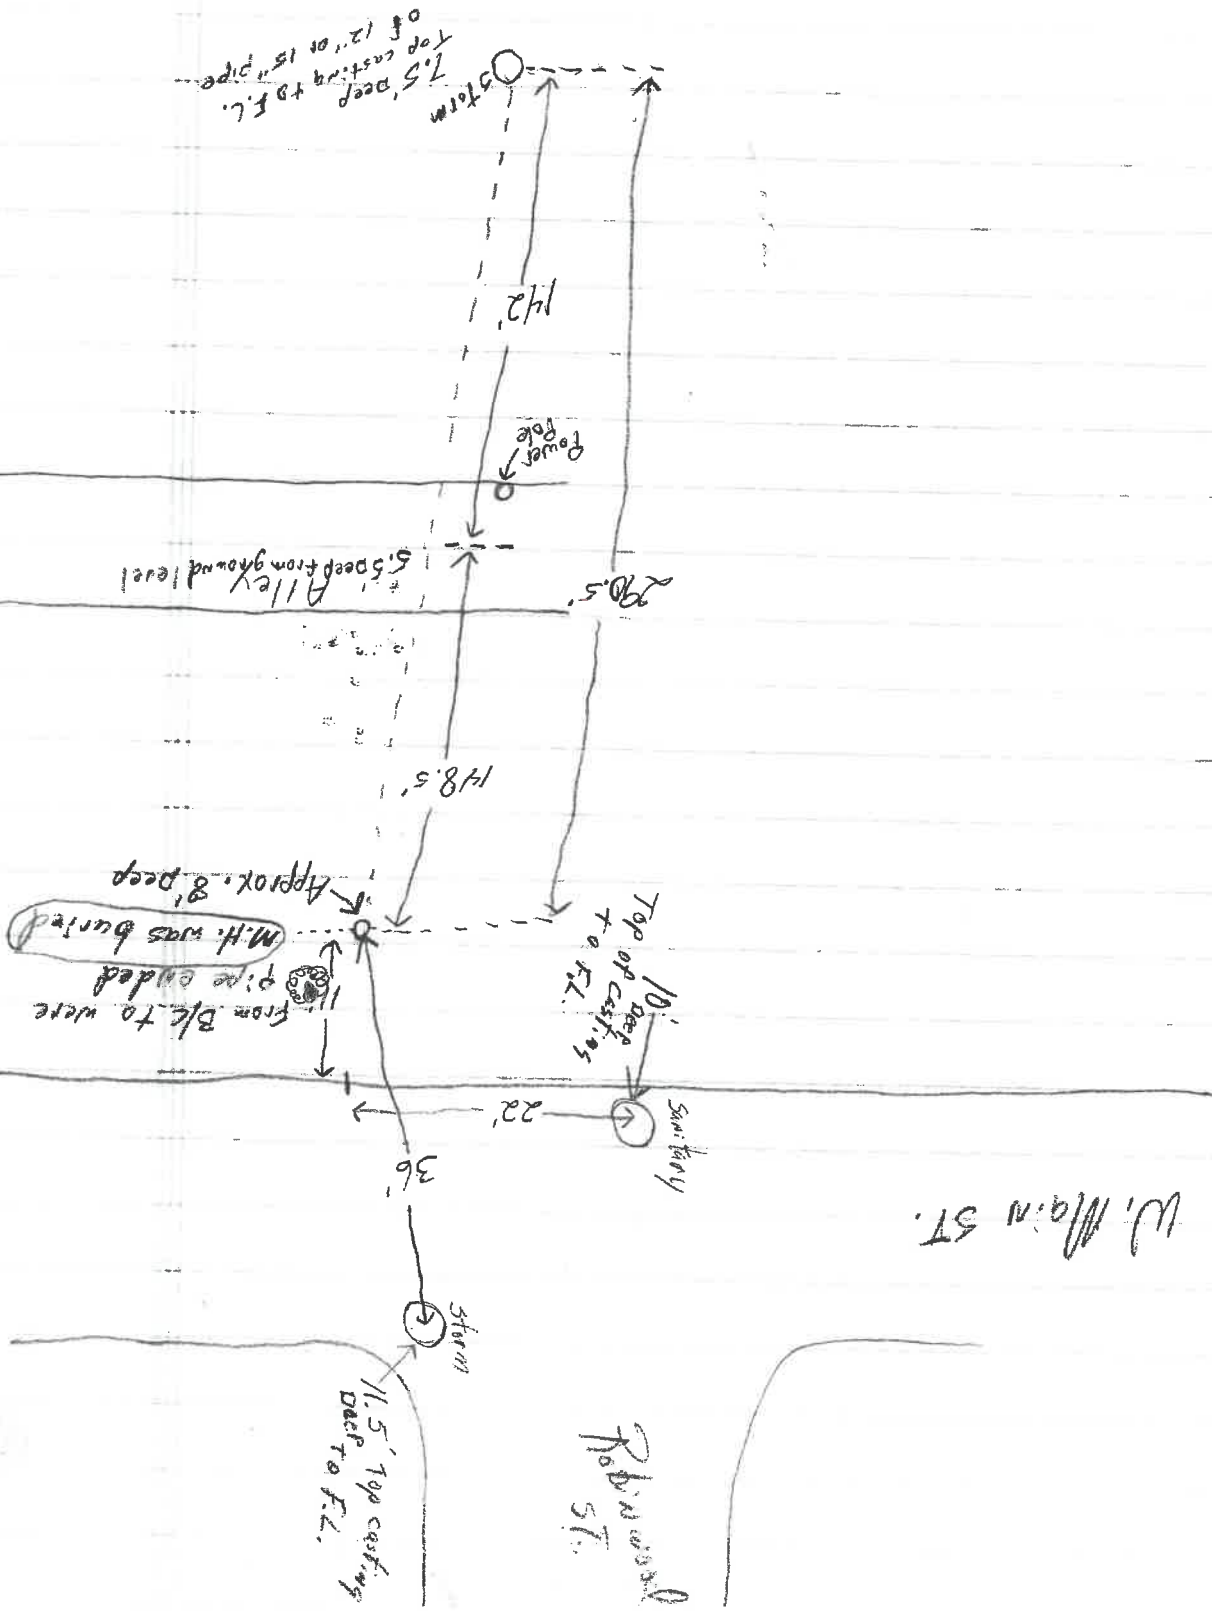 Robinwood
ST.
11.5' Top casting
Deep to F.L.
Storm
W. Main ST.
36'
Sanitary
22'
10' Deep
Top of casting
to F.L.
11'
From B/C to were
pipe ended
M.H. was buried
Approx. 8' Deep
148.5'
290.5'
Alley
5.5' Deep from ground level
Power
Pole
142'
Storm
7.5' Deep
Top casting to F.L.
of 12" or 15" pipe